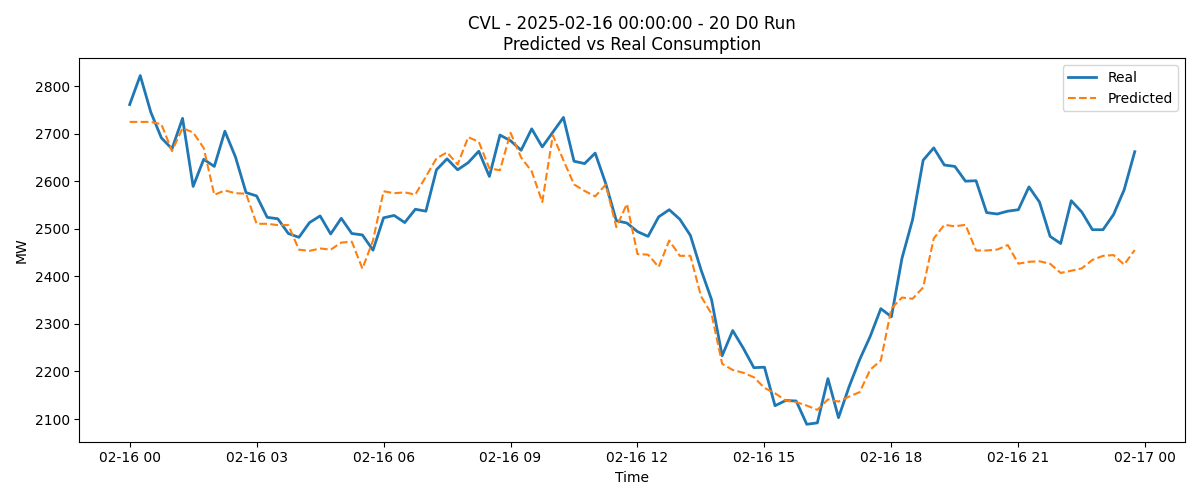 CVL - 2025-02-16 00:00:00 - 20 D0 Run
Predicted vs Real Consumption
Real
Predicted
MW
2800
2700
2600
2500
2400
2300
2200
2100
02-16 00
02-16 03
02-16 06
02-16 09
02-16 12
02-16 15
02-16 18
02-16 21
02-17 00
Time